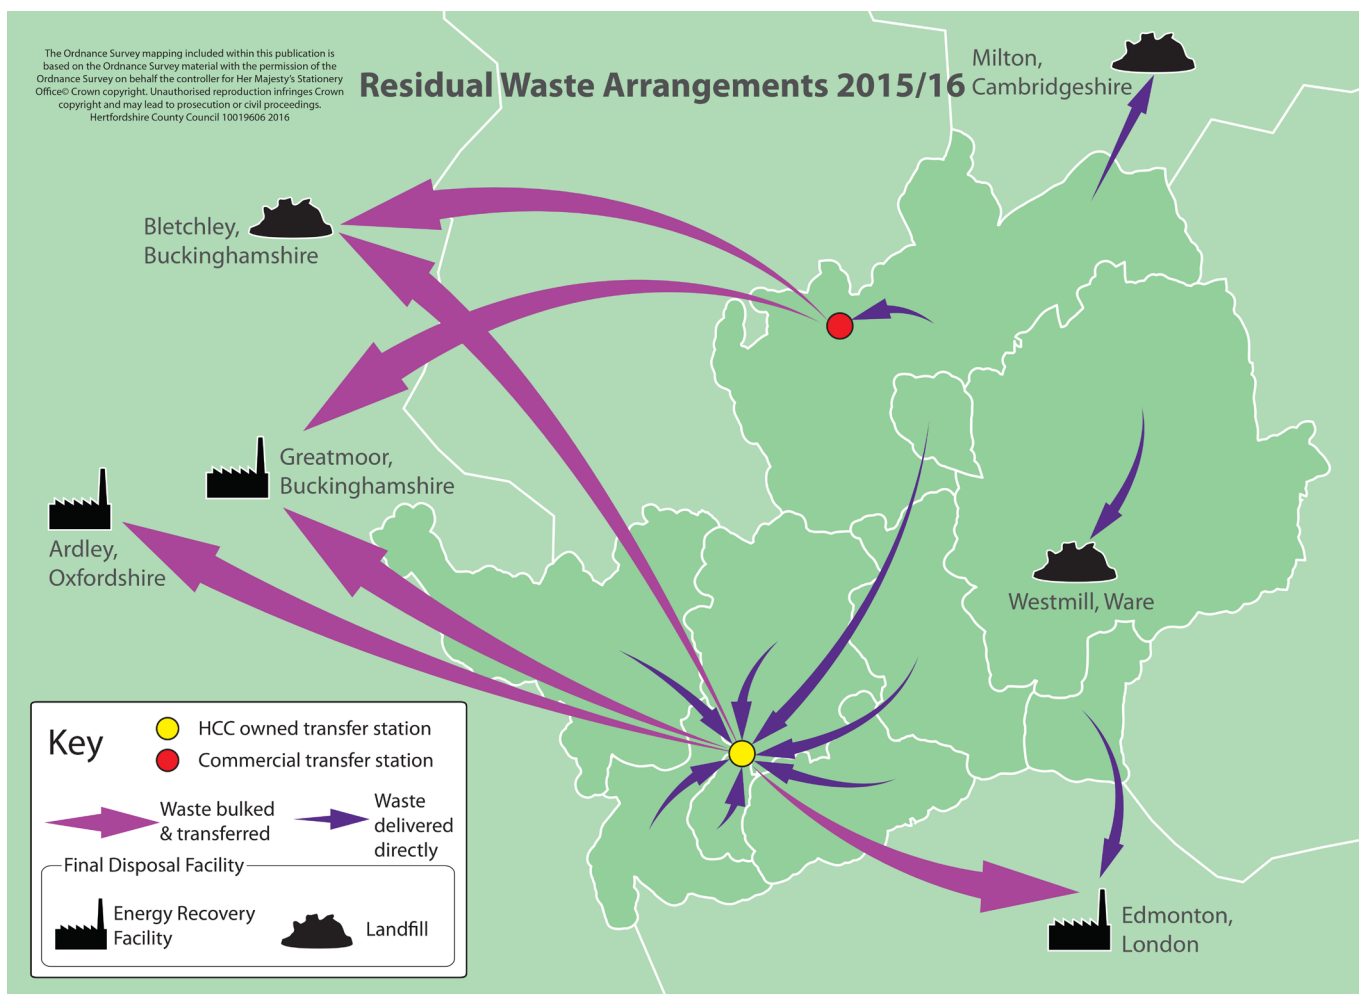 The Ordnance Survey mapping included within this publication is
based on the Ordnance Survey material with the permission of the
Ordnance Survey on behalf the controller for Her Majesty's Stationery
Office© Crown copyright. Unauthorised reproduction infringes Crown
copyright and may lead to prosecution or civil proceedings.
Hertfordshire County Council 10019606 2016
Residual Waste Arrangements 2015/16
Milton,
Cambridgeshire
Bletchley,
Buckinghamshire
Greatmoor,
Buckinghamshire
Ardley,
Oxfordshire
Westmill, Ware
Edmonton,
London
Key
HCC owned transfer station
Commercial transfer station
Waste bulked
& transferred
Waste
delivered
directly
Final Disposal Facility
Energy Recovery
Facility
Landfill